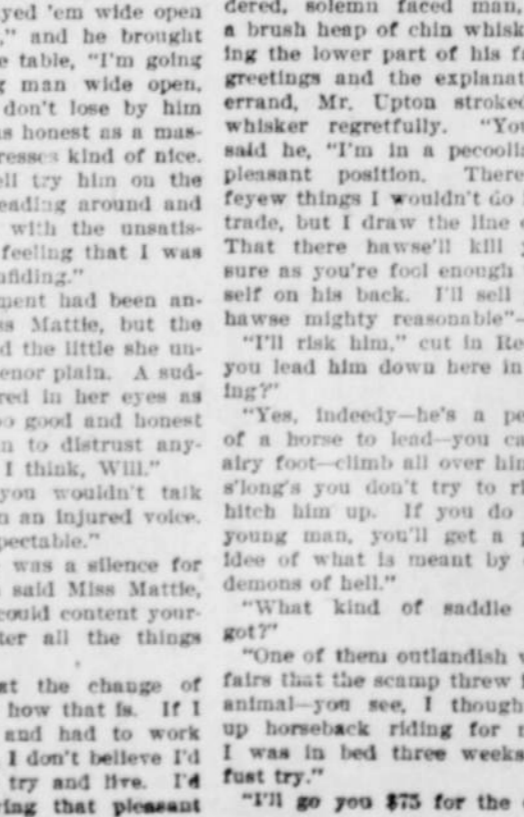 yed 'em wide open
," and he brought
e table, "I'm going
g man wide open,
don't lose by him
s honest as a mas-
resses kind of nice.
ell try him on the
eading around and
with the unsatis-
feeling that I was
nfiding."
ment had been an-
ss Mattie, but the
d the little she un-
enor plain. A sud-
red in her eyes as
oo good and honest
n to distrust any-
I think, Will."
you wouldn't talk
n an injured voice.
pectable."
was a silence for
said Miss Mattie,
could content your-
ter all the things
at the change of
how that is. If I
and had to work
I don't believe I'd
try and live. I'd
ring that pleasant
dered, solemn faced man,
a brush heap of chin whisk
ing the lower part of his f
greetings and the explanat
errand, Mr. Upton stroked
whisker regretfully. "You
said he, "I'm in a pecoolia
pleasant position. There
feyew things I wouldn't do
trade, but I draw the line
That there hawse'll kill
sure as you're fool enough
self on his back. I'll sell
hawse mighty reasonable"—
"I'll risk him," cut in Re
you lead him down here in
ing?"
"Yes, indeedy—he's a pe
of a horse to lead—you ca
airy foot—climb all over him
s'long's you don't try to ri
hitch him up. If you do
young man, you'll get a
idee of what is meant by
demons of hell."
"What kind of saddle
got?"
"One of them outlandish
fairs that the scamp threw
animal—you see, I though
up horseback riding for
I was in bed three weeks
fust try."
"I'll go you $75 for the